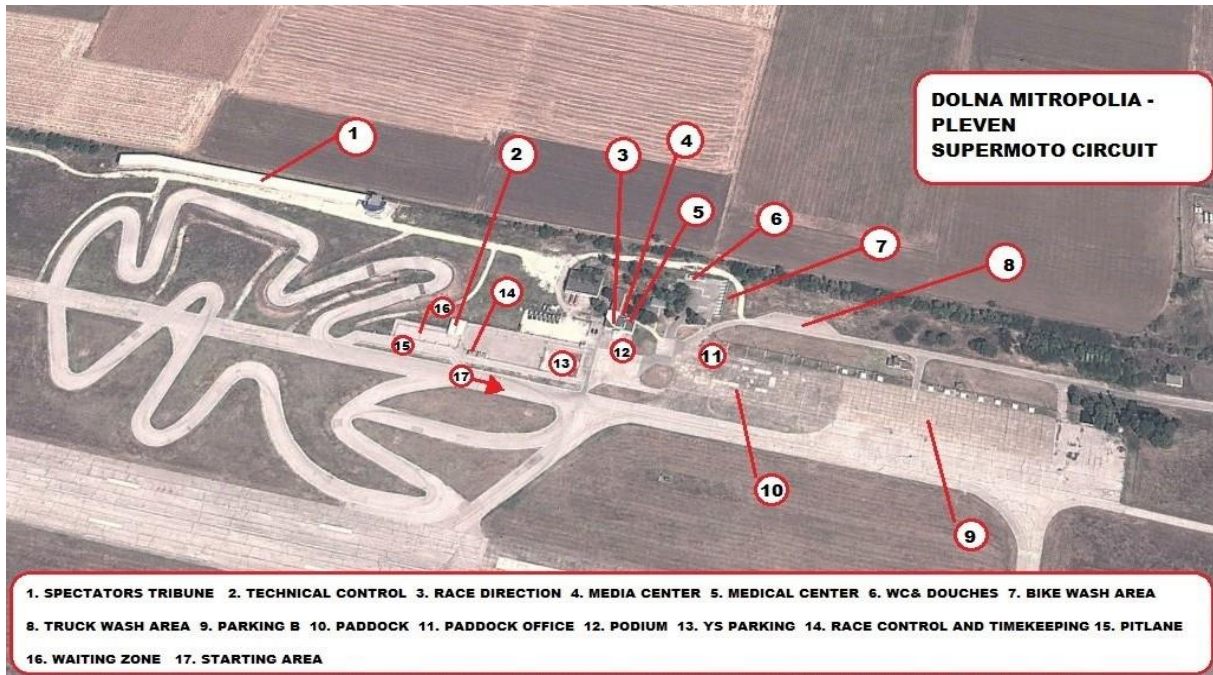 DOLNA MITROPOLIA -
PLEVEN
SUPERMOTO CIRCUIT
1
2
3
4
5
6
7
8
16
14
15
13
12
11
17
10
9
1. SPECTATORS TRIBUNE 2. TECHNICAL CONTROL 3. RACE DIRECTION 4. MEDIA CENTER 5. MEDICAL CENTER 6. WC& DOUCHES 7. BIKE WASH AREA
8. TRUCK WASH AREA 9. PARKING B 10. PADDOCK 11. PADDOCK OFFICE 12. PODIUM 13. YS PARKING 14. RACE CONTROL AND TIMEKEEPING 15. PITLANE
16. WAITING ZONE 17. STARTING AREA